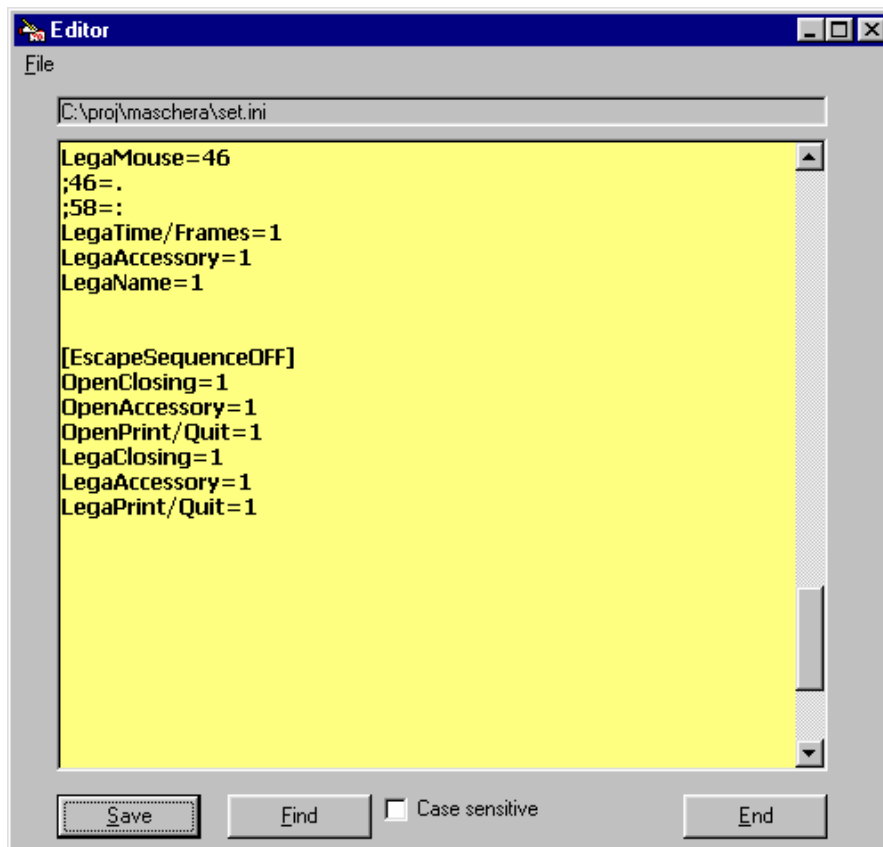 Editor
File
C:\proj\maschera\set.ini
LegaMouse=46
;46=.
;58=:
LegaTime/Frames=1
LegaAccessory=1
LegaName=1
[EscapeSequenceOFF]
OpenClosing=1
OpenAccessory=1
OpenPrint/Quit=1
LegaClosing=1
LegaAccessory=1
LegaPrint/Quit=1
Save Find Case sensitive End